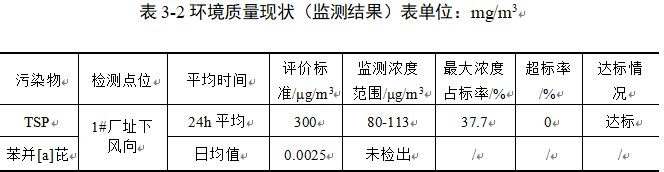 表 3-2 环境质量现状（监测结果）表单位：mg/m³
污染物 检测点位 平均时间 评价标准/μg/m³ 监测浓度范围/μg/m³ 最大浓度占标率/% 超标率/% 达标情况
TSP 1#厂址下风向 24h 平均 300 80-113 37.7 0 达标
苯并[a]芘 日均值 0.0025 未检出 / / /